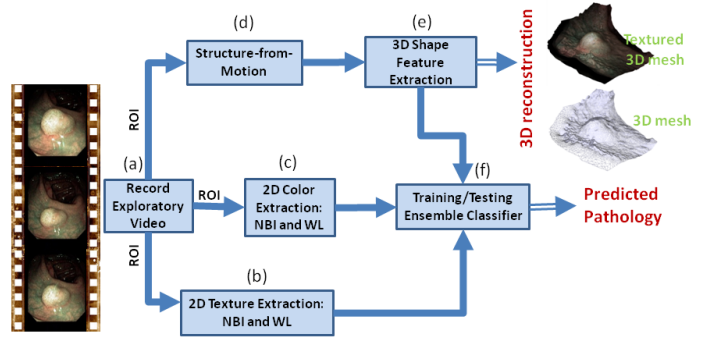 (d)
(e)
Structure-from-
Motion
3D Shape
Feature
Extraction
3D reconstruction
Textured
3D mesh
3D mesh
ROI
(a)
(c)
(f)
Record
Exploratory
Video
ROI
2D Color
Extraction:
NBI and WL
Training/Testing
Ensemble Classifier
Predicted
Pathology
ROI
(b)
2D Texture Extraction:
NBI and WL